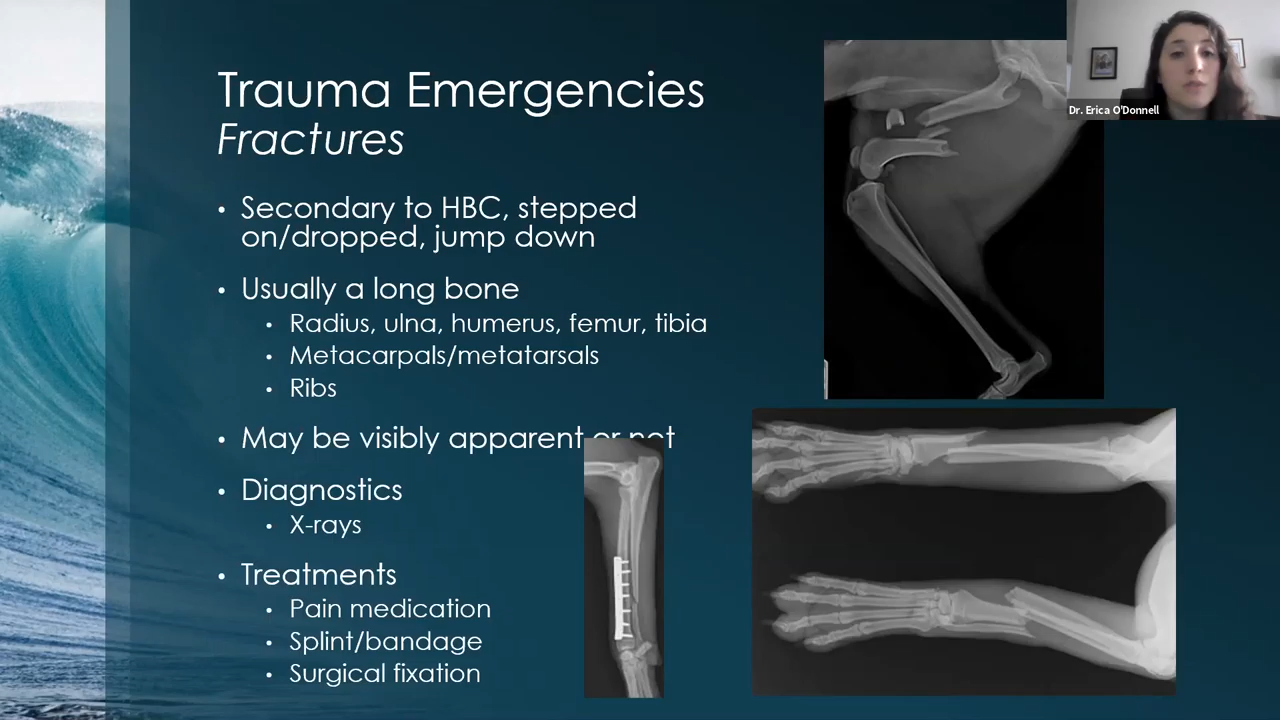 Trauma Emergencies
Fractures
• Secondary to HBC, stepped
on/dropped, jump down
• Usually a long bone
• Radius, ulna, humerus, femur, tibia
• Metacarpals/metatarsals
• Ribs
• May be visibly apparent or not
• Diagnostics
• X-rays
• Treatments
• Pain medication
• Splint/bandage
• Surgical fixation
Dr. Erica O'Donnell